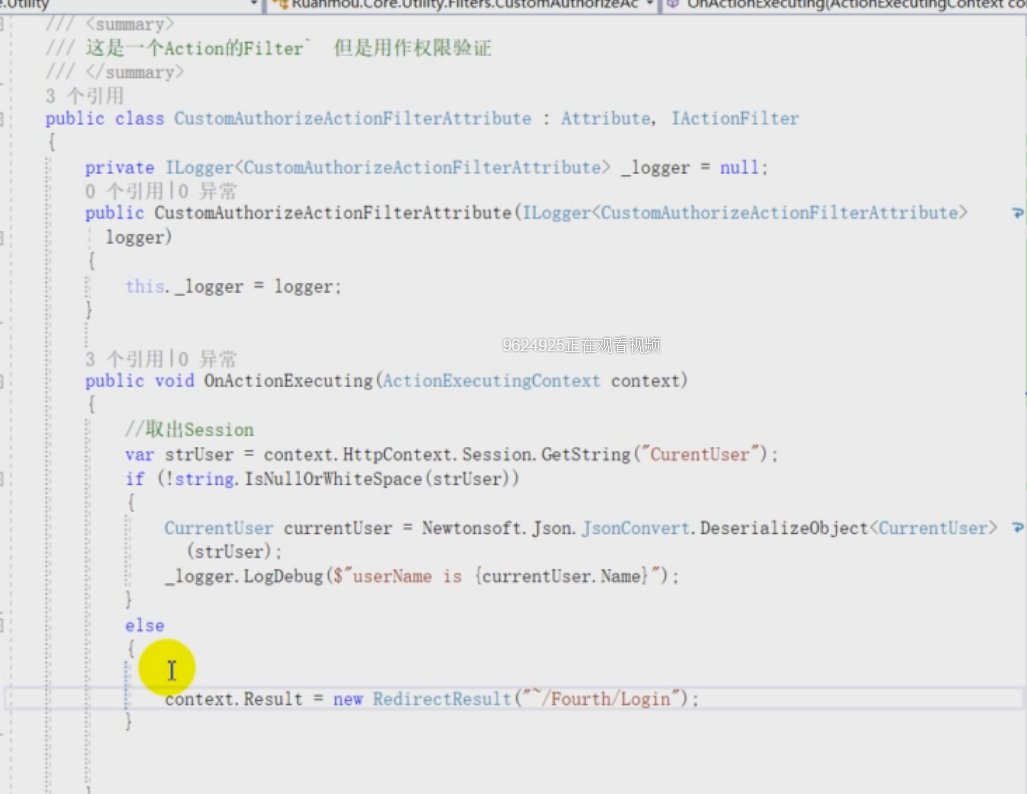 .Utility
Ruanmou.Core.Utility.Filters.CustomAuthorizeAc
OnActionExecuting(ActionExecutingContext co
/// <summary>
/// 这是一个Action的Filter` 但是用作权限验证
/// </summary>
3 个引用
public class CustomAuthorizeActionFilterAttribute : Attribute, IActionFilter
{
private ILogger<CustomAuthorizeActionFilterAttribute> _logger = null;
0 个引用|0 异常
public CustomAuthorizeActionFilterAttribute(ILogger<CustomAuthorizeActionFilterAttribute>
logger)
{
this._logger = logger;
}
9624925正在观看视频
3 个引用|0 异常
public void OnActionExecuting(ActionExecutingContext context)
{
//取出Session
var strUser = context.HttpContext.Session.GetString("CurentUser");
if (!string.IsNullOrWhiteSpace(strUser))
{
CurrentUser currentUser = Newtonsoft.Json.JsonConvert.DeserializeObject<CurrentUser>
(strUser);
_logger.LogDebug($"userName is {currentUser.Name}");
}
else
{
context.Result = new RedirectResult("~/Fourth/Login");
}